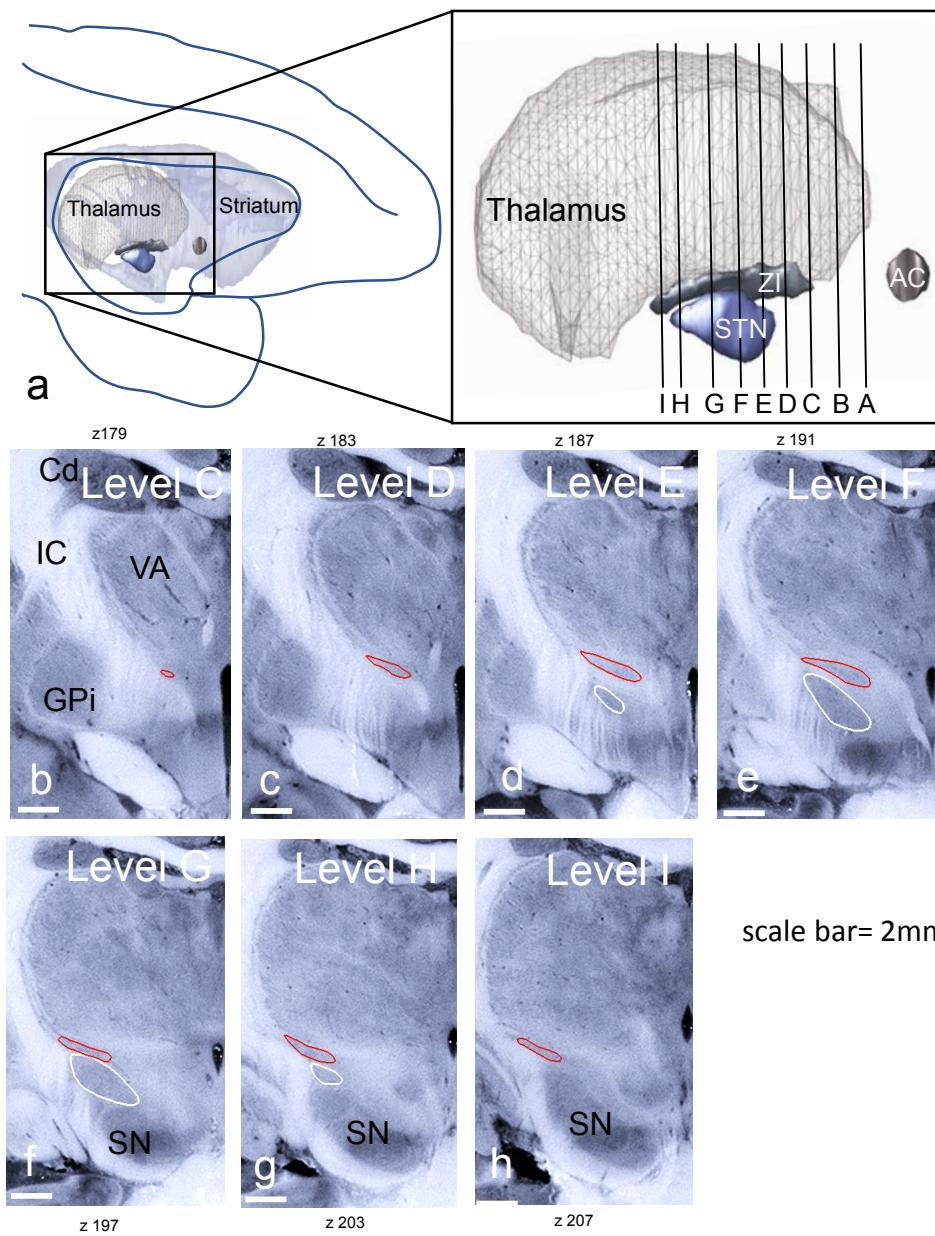 Thalamus
Striatum
a
Thalamus
ZI
STN
AC
I H G F E D C B A
z179
z 183
z 187
z 191
Cd
Level C
IC
VA
GPi
b
Level D
c
Level E
d
Level F
e
Level G
SN
f
Level H
SN
g
Level I
SN
h
scale bar= 2mm
z 197
z 203
z 207